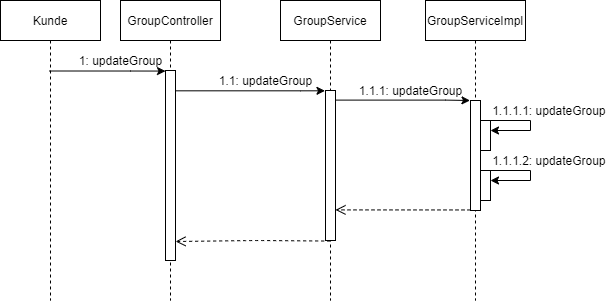 Kunde
GroupController
GroupService
GroupServiceImpl
1: updateGroup
1.1: updateGroup
1.1.1: updateGroup
1.1.1.1: updateGroup
1.1.1.2: updateGroup